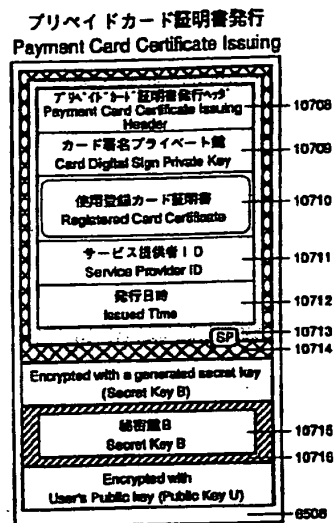 プリペイドカード証明書発行
Payment Card Certificate Issuing
プリペイドカード証明書発行ヘッダ
Payment Card Certificate Issuing
Header
10708
カード署名プライベート鍵
Card Digital Sign Private Key
10709
使用登録カード証明書
Registered Card Certificate
10710
サービス提供者ID
Service Provider ID
10711
発行日時
Issued Time
10712
SP
10713
10714
Encrypted with a generated secret key
(Secret Key B)
秘密鍵B
Secret Key B
10715
10716
Encrypted with
User's Public key (Public Key U)
6508